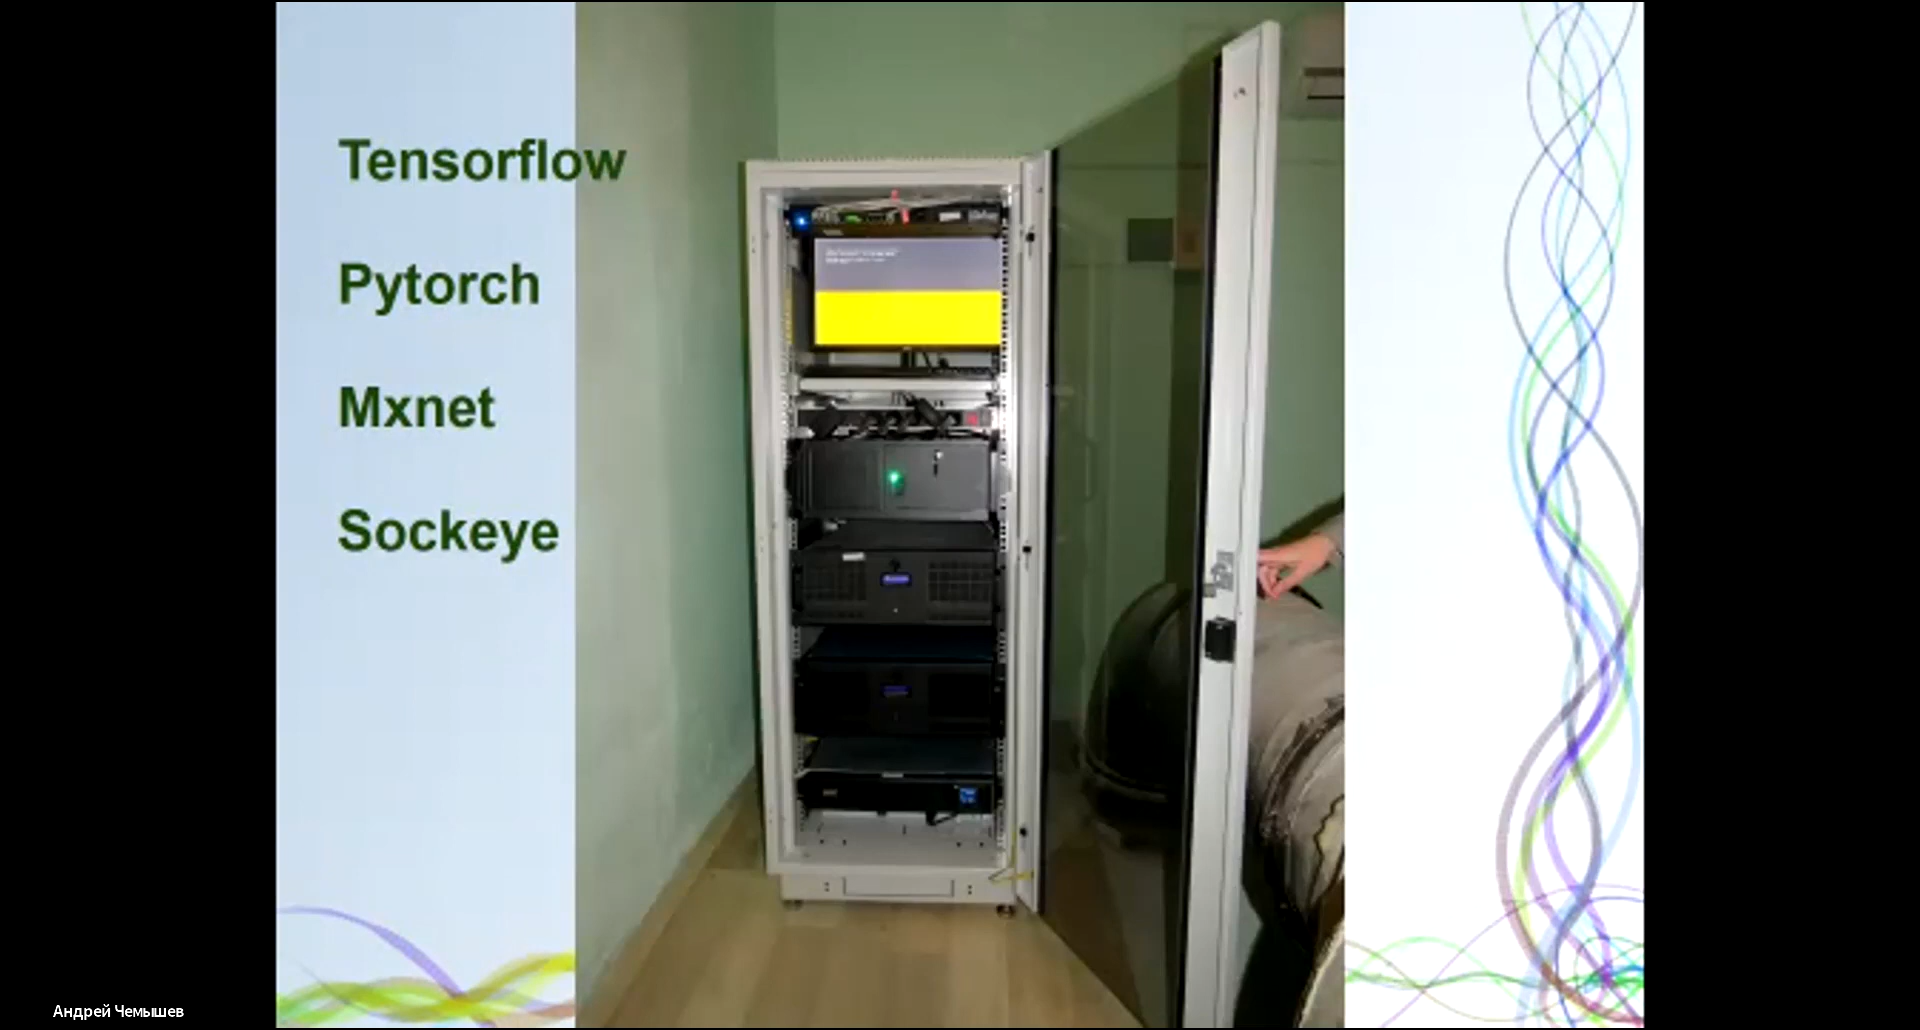 Tensorflow
Pytorch
Mxnet
Sockeye
Андрей Чемышев